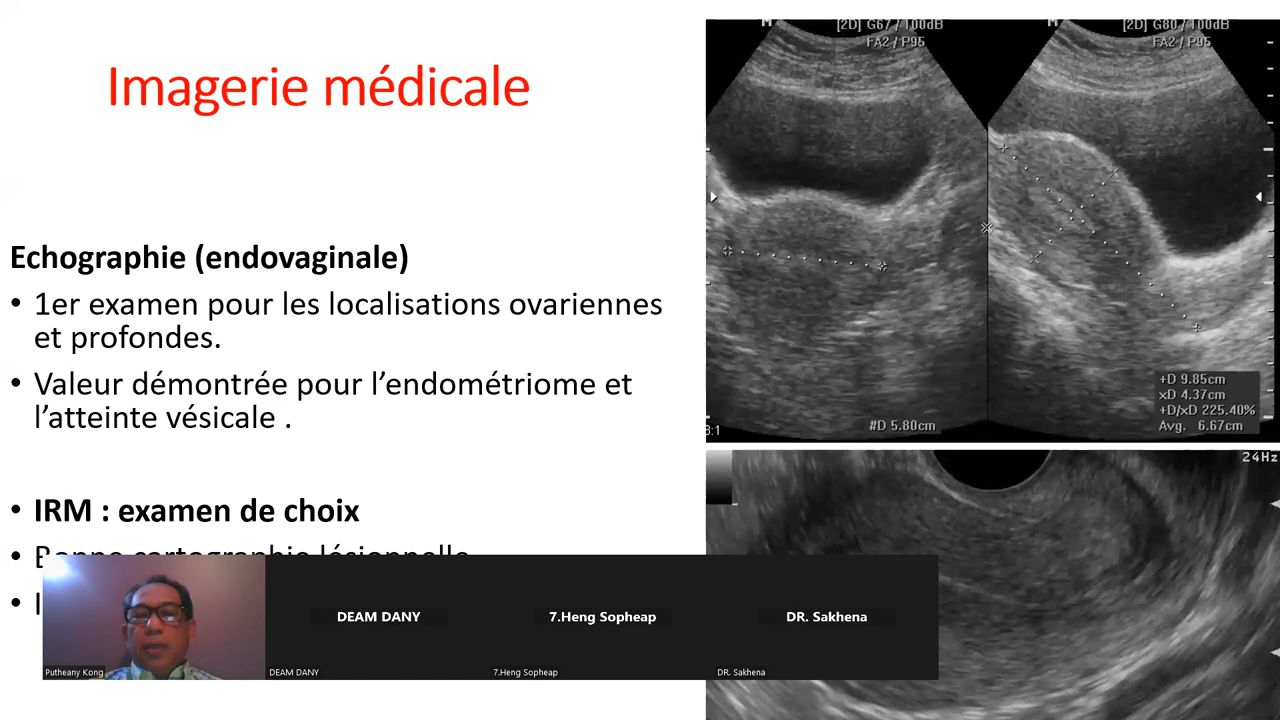 Imagerie médicale
Echographie (endovaginale)
• 1er examen pour les localisations ovariennes
et profondes.
• Valeur démontrée pour l’endométriome et
l’atteinte vésicale .
• IRM : examen de choix
• Bonne cartographie lésionnelle
[2D] G67 / 100dB
FA2 / P95
[2D] G80 / 100dB
FA2 / P95
#D 5.80cm
+D 9.85cm
xD 4.37cm
+D/xD 225.40%
Avg. 6.67cm
24Hz
DEAM DANY
7.Heng Sopheap
DR. Sakhena
Putheany Kong
DEAM DANY
7.Heng Sopheap
DR. Sakhena